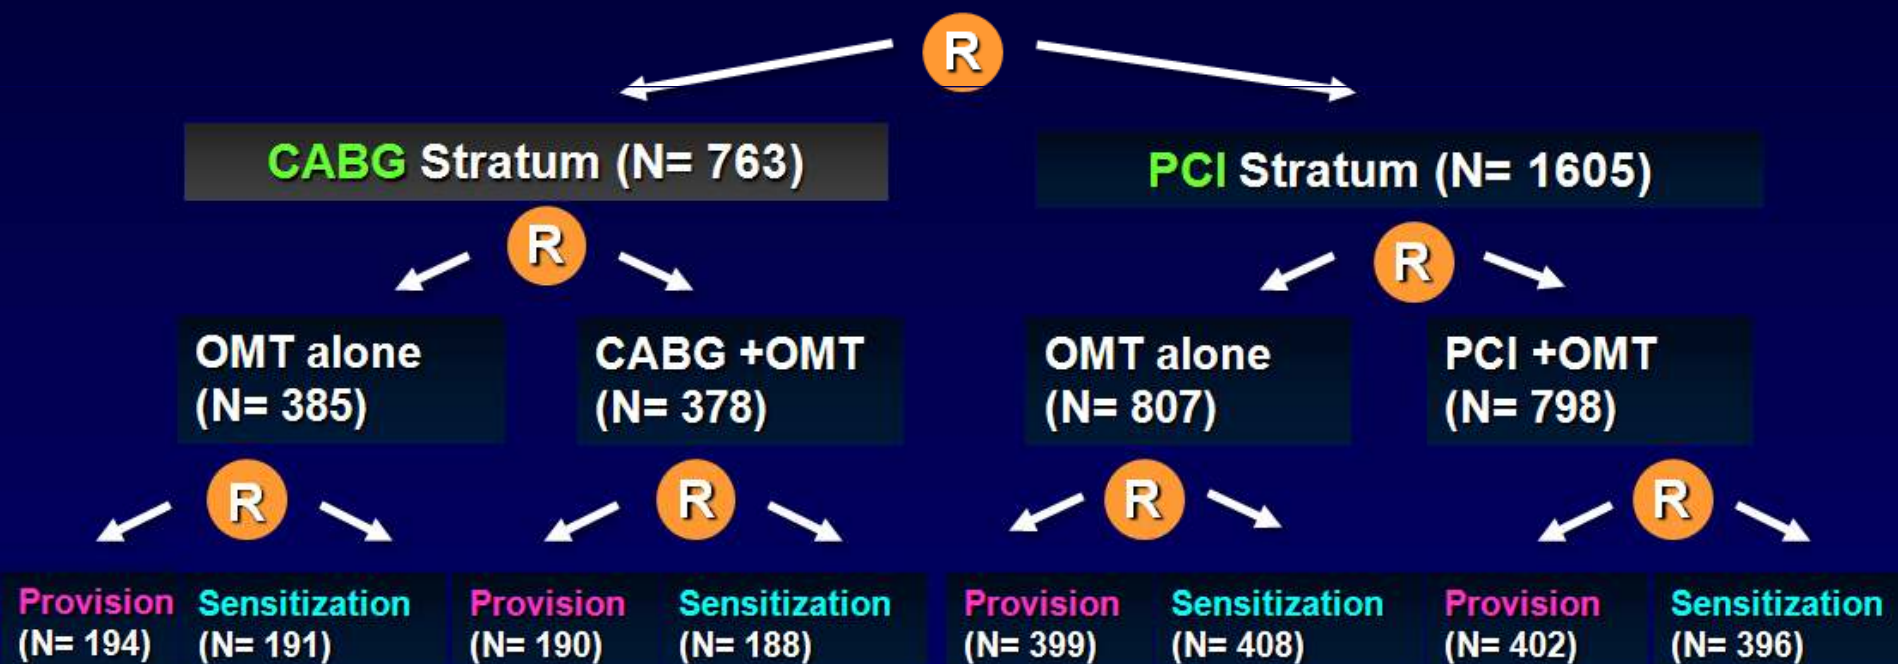 R
CABG Stratum (N= 763)
PCI Stratum (N= 1605)
R
R
OMT alone
(N= 385)
CABG +OMT
(N= 378)
OMT alone
(N= 807)
PCI +OMT
(N= 798)
R
R
R
R
Provision
(N= 194)
Sensitization
(N= 191)
Provision
(N= 190)
Sensitization
(N= 188)
Provision
(N= 399)
Sensitization
(N= 408)
Provision
(N= 402)
Sensitization
(N= 396)